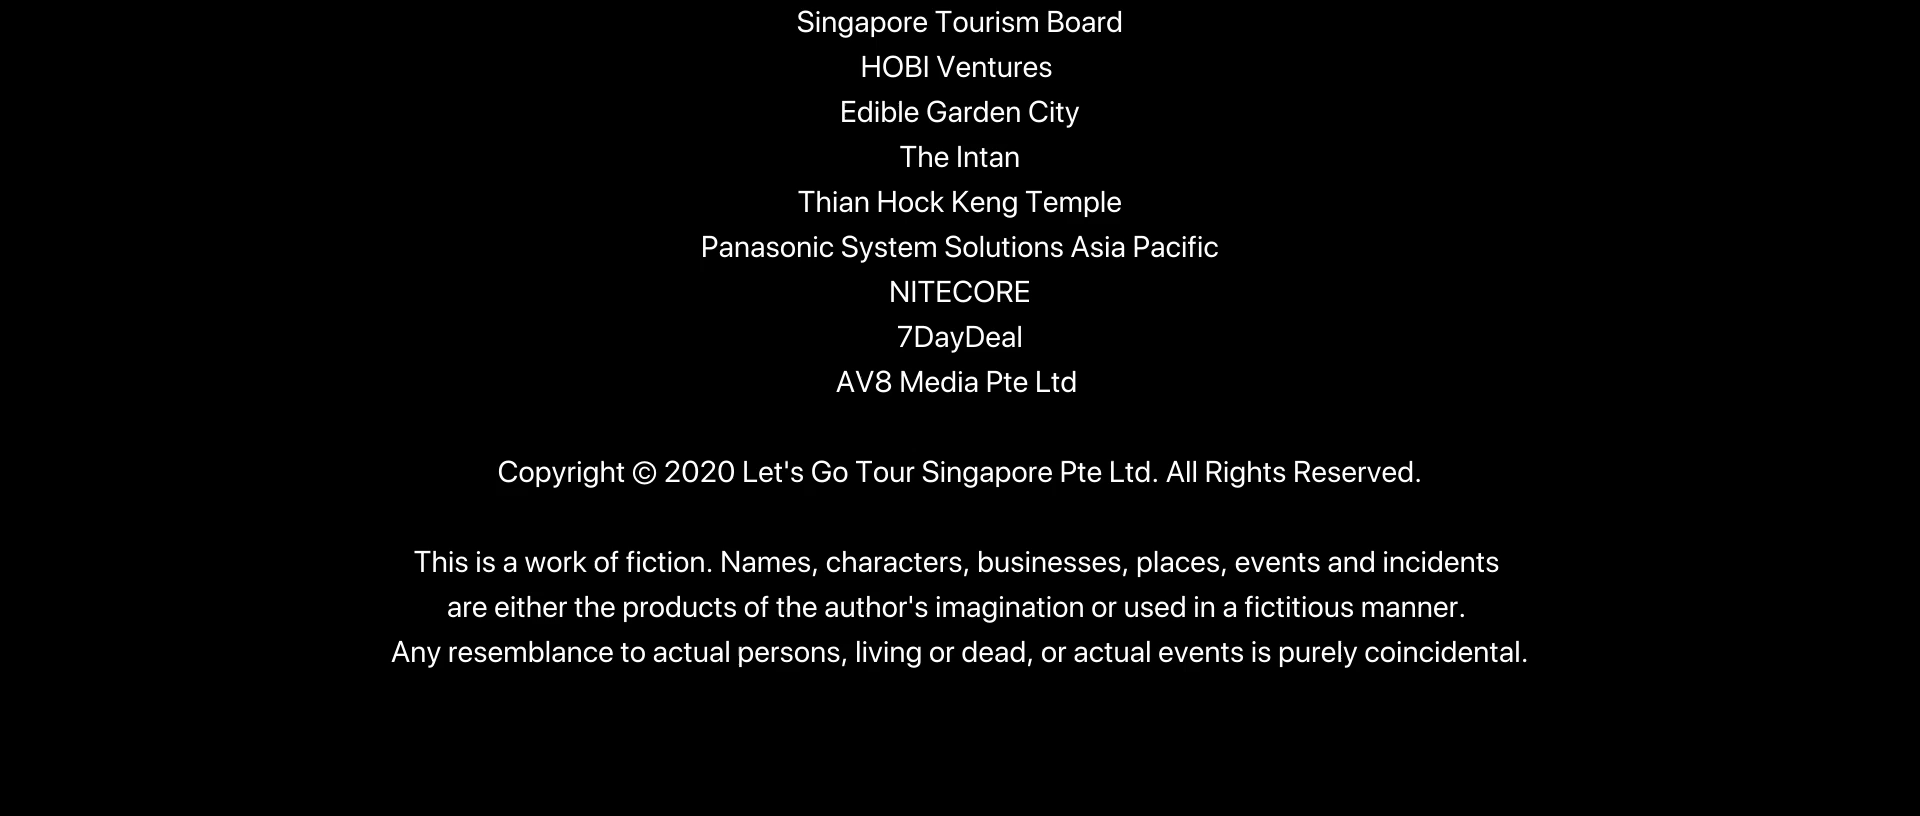 Singapore Tourism Board
HOBI Ventures
Edible Garden City
The Intan
Thian Hock Keng Temple
Panasonic System Solutions Asia Pacific
NITECORE
7DayDeal
AV8 Media Pte Ltd
Copyright © 2020 Let's Go Tour Singapore Pte Ltd. All Rights Reserved.
This is a work of fiction. Names, characters, businesses, places, events and incidents
are either the products of the author's imagination or used in a fictitious manner.
Any resemblance to actual persons, living or dead, or actual events is purely coincidental.